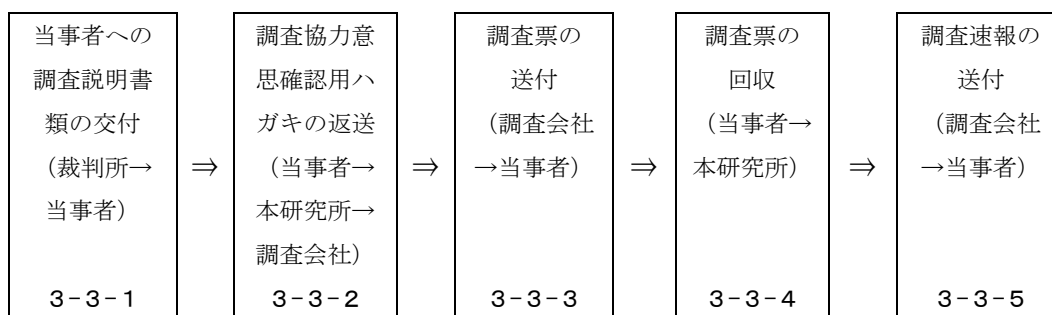 当事者への
調査説明書
類の交付
（裁判所→
当事者）
3-3-1
⇒
調査協力意
思確認用ハ
ガキの返送
（当事者→
本研究所→
調査会社）
3-3-2
⇒
調査票の
送付
（調査会社
→当事者）
3-3-3
⇒
調査票の
回収
（当事者→
本研究所）
3-3-4
⇒
調査速報の
送付
（調査会社
→当事者）
3-3-5